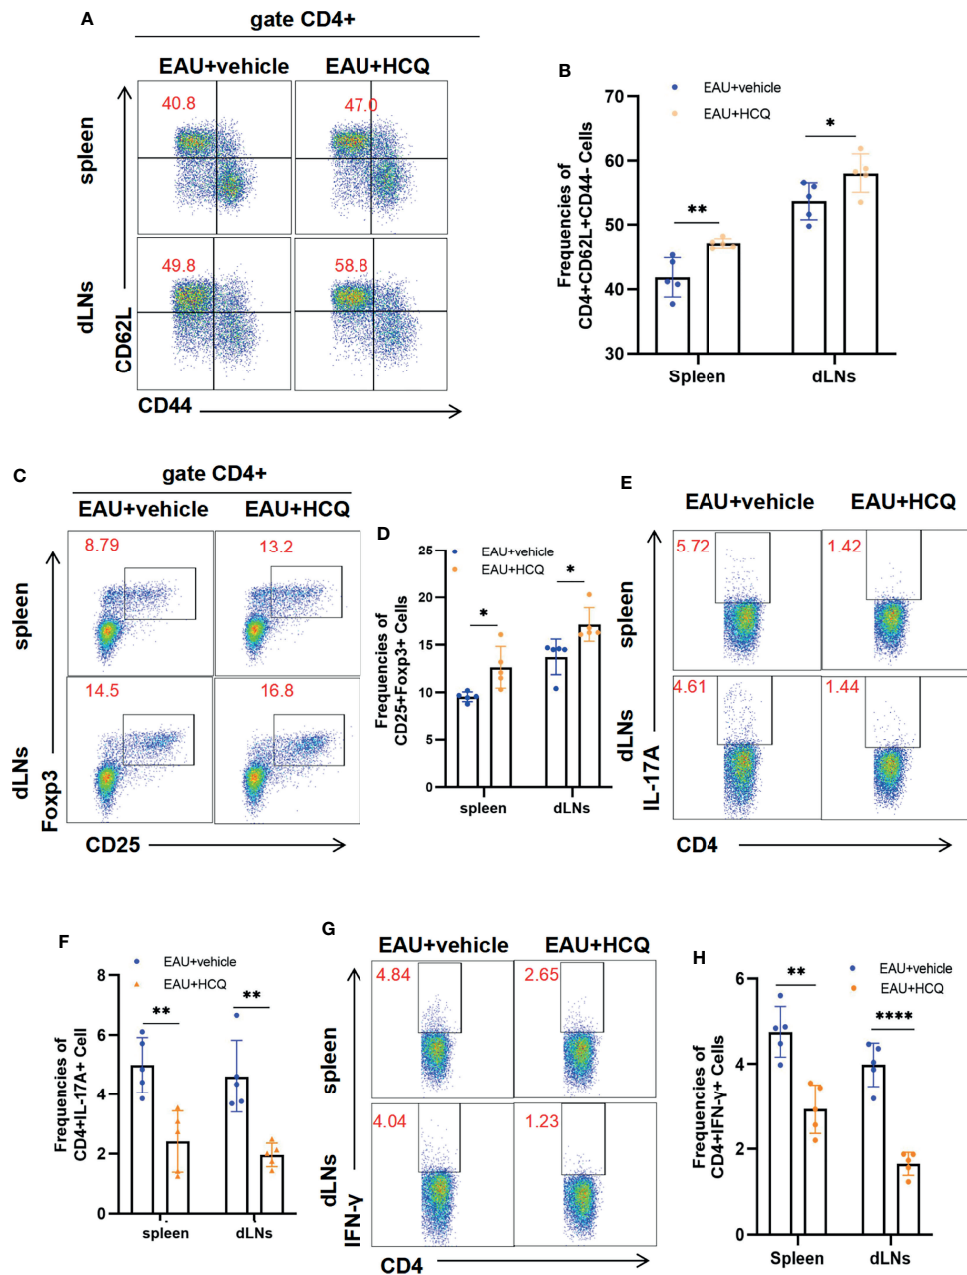 A
gate CD4+
EAU+vehicle
EAU+HCQ
40.8
47.0
spleen
49.8
58.8
dLNs
CD62L
CD44
B
EAU+vehicle
EAU+HCQ
70
60
50
40
30
Frequencies of
CD4+CD62L+CD44- Cells
**
*
Spleen
dLNs
C
gate CD4+
EAU+vehicle
EAU+HCQ
8.79
13.2
spleen
14.5
16.8
dLNs
Foxp3
CD25
D
EAU+vehicle
EAU+HCQ
25
20
15
10
5
0
Frequencies of
CD25+Foxp3+ Cells
*
*
spleen
dLNs
E
EAU+vehicle
EAU+HCQ
5.72
1.42
spleen
4.61
1.44
dLNs
IL-17A
CD4
F
EAU+vehicle
EAU+HCQ
8
6
4
2
0
Frequencies of
CD4+IL-17A+ Cell
**
**
spleen
dLNs
G
EAU+vehicle
EAU+HCQ
4.84
2.65
spleen
4.04
1.23
dLNs
IFN-γ
CD4
H
EAU+vehicle
EAU+HCQ
6
4
2
0
Frequencies of
CD4+IFN-γ+ Cells
**
****
Spleen
dLNs